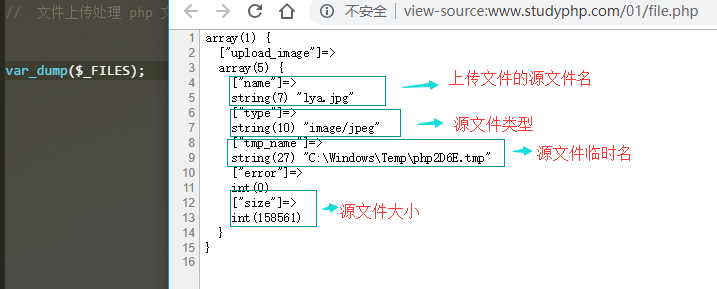 //  文件上传处理 php
var_dump($_FILES);
不安全 | view-source:www.studyphp.com/01/file.php
1 array(1) {
2 ["upload_image"]=>
3 array(5) {
4 ["name"]=>
5 string(7) "lya.jpg"
上传文件的源文件名
6 ["type"]=>
7 string(10) "image/jpeg"
源文件类型
8 ["tmp_name"]=>
9 string(27) "C:\Windows\Temp\php2D6E.tmp"
源文件临时名
10 ["error"]=>
11 int(0)
12 ["size"]=>
13 int(158561)
源文件大小
14 }
15 }
16